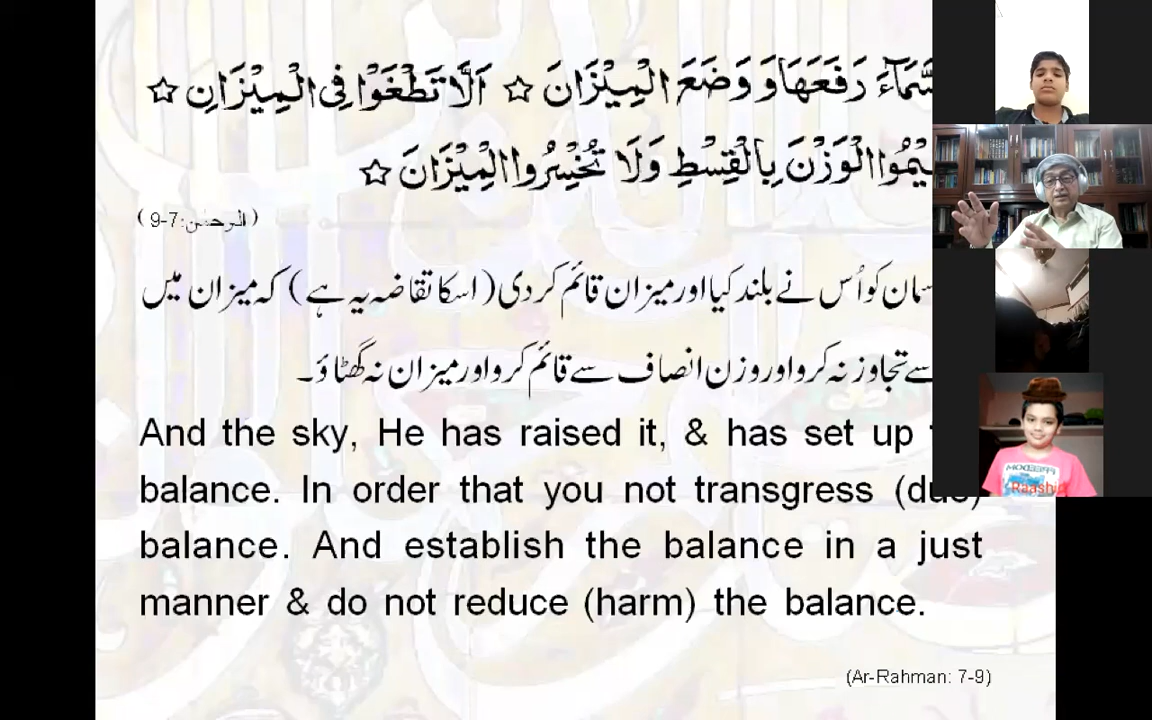 رَفَعَهَا وَ وَضَعَ الْمِيْزَانَ ☆ اَلَّا تَطْغَوْا فِى الْمِيْزَانِ ☆
الْوَزْنَ بِالْقِسْطِ وَلَا تُخْسِرُوا الْمِيْزَانَ ☆
(الرحمٰن:7-9)
کو اُس نے بلند کیا اور میزان قائم کر دی (اسکا تقاضہ یہ ہے) کہ میزان میں
سے تجاوز نہ کرو اور وزن انصاف سے قائم کرو اور میزان نہ گھٹاؤ۔
And the sky, He has raised it, & has set up
balance. In order that you not transgress
balance. And establish the balance in a just
manner & do not reduce (harm) the balance.
(Ar-Rahman: 7-9)